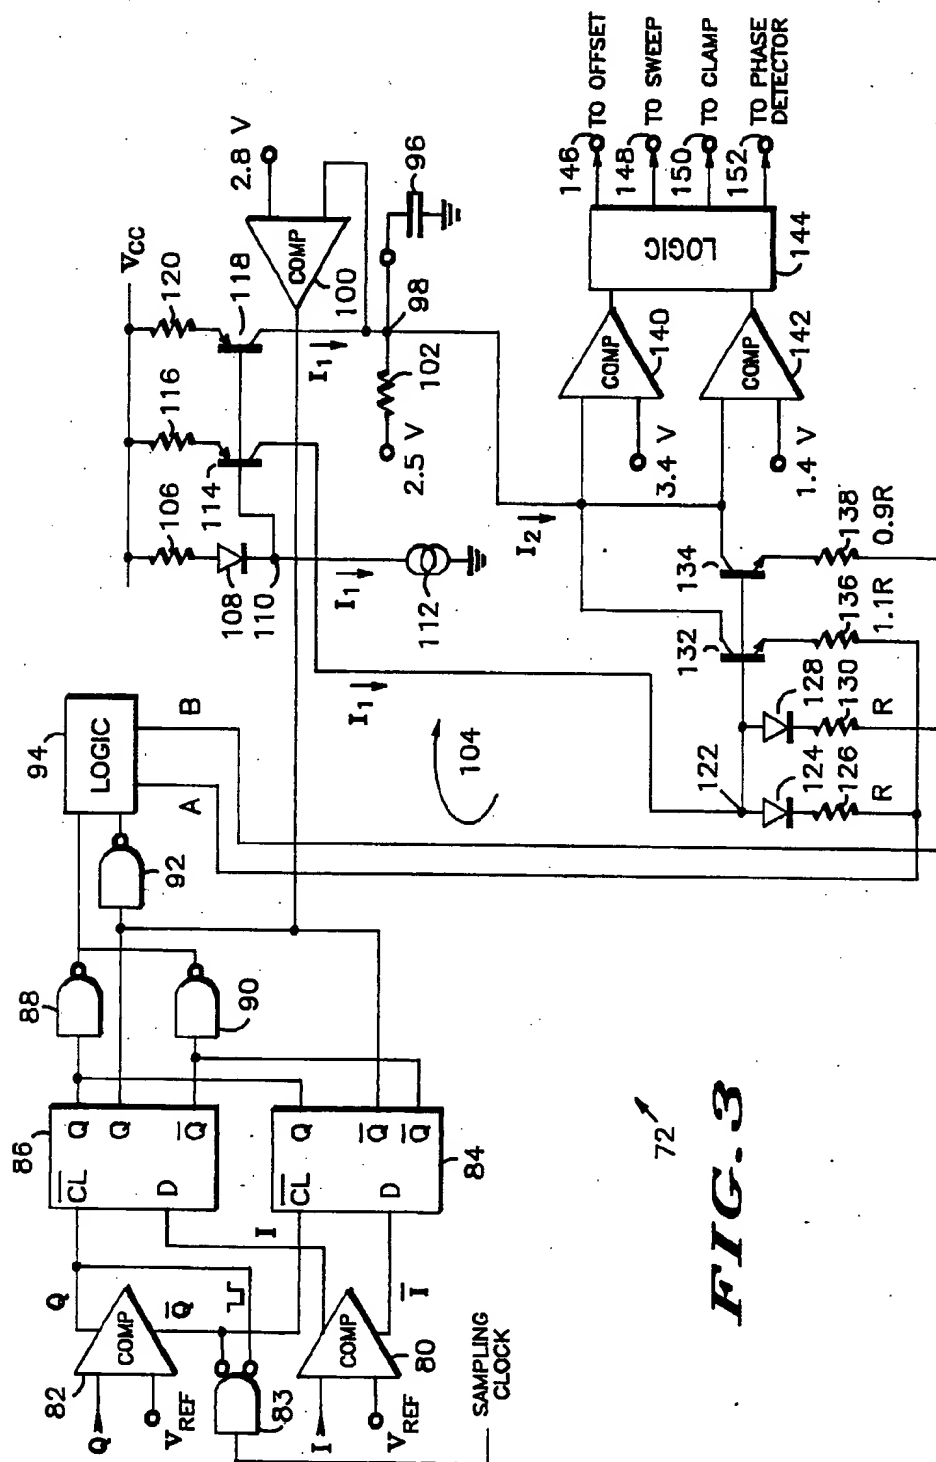 82
Q
V REF
COMP
Q
Q̅
86
C̅L̅
D
Q
Q
Q̅
88
90
92
94
LOGIC
A
B
83
I
V REF
COMP
80
I
I̅
84
C̅L̅
D
Q
Q̅
Q̅
SAMPLING
CLOCK
VCC
106
108
110
I1
112
114
116
118
120
I1
I1
COMP
100
2.8 V
98
96
102
2.5 V
104
I2
122
124
126
R
128
130
R
132
136
1.1R
134
138
0.9R
COMP
140
3.4 V
COMP
142
1.4 V
LOGIC
144
146
TO OFFSET
148
TO SWEEP
150
TO CLAMP
152
TO PHASE
DETECTOR
72
FIG. 3